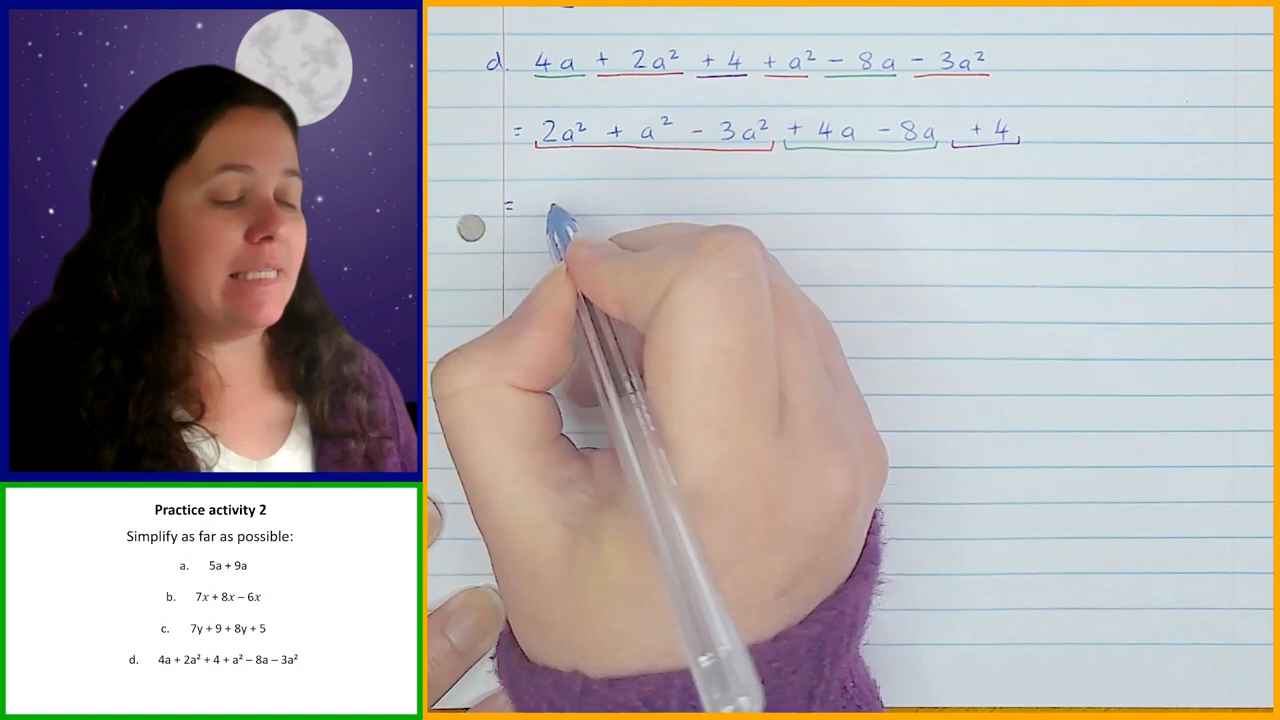 d. 4a + 2a² + 4 + a² − 8a − 3a²
= 2a² + a² − 3a² + 4a − 8a + 4
=
Practice activity 2
Simplify as far as possible:
a. 5a + 9a
b. 7x + 8x – 6x
c. 7y + 9 + 8y + 5
d. 4a + 2a² + 4 + a² – 8a – 3a²